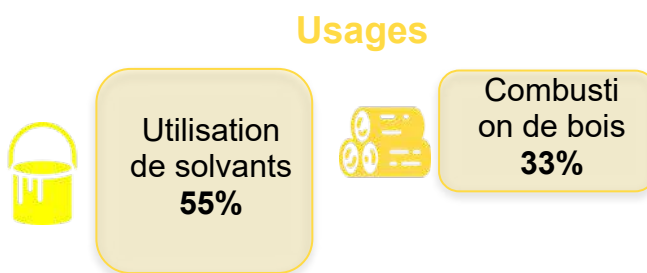 Usages
Utilisation
de solvants
55%
Combusti
on de bois
33%